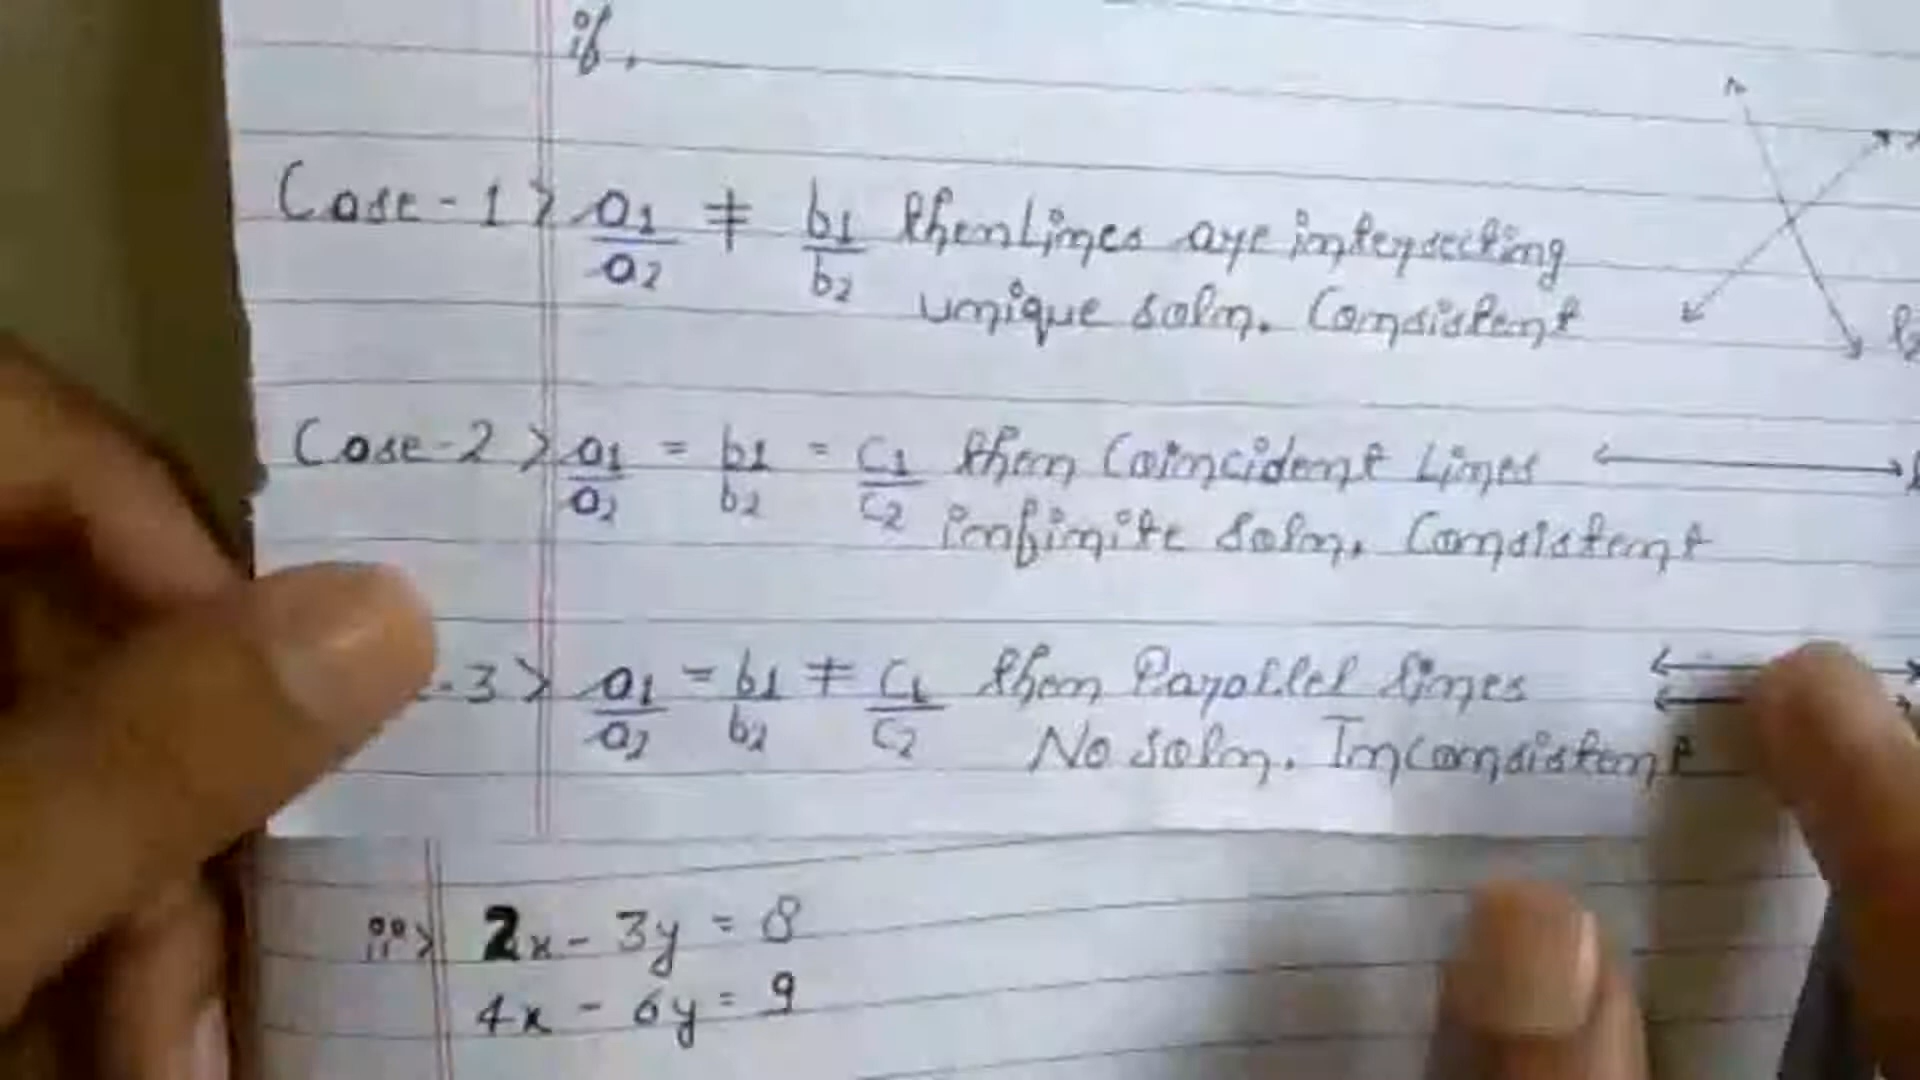 if,
Case-1> a1/a2 ≠ b1/b2 then Lines are intersecting
unique soln. Consistent
Case-2> a1/a2 = b1/b2 = c1/c2 then Coincident Lines
infinite soln. Consistent
-3> a1/a2 = b1/b2 ≠ c1/c2 then Parallel lines
No soln. Inconsistent
ii> 2x - 3y = 8
4x - 6y = 9